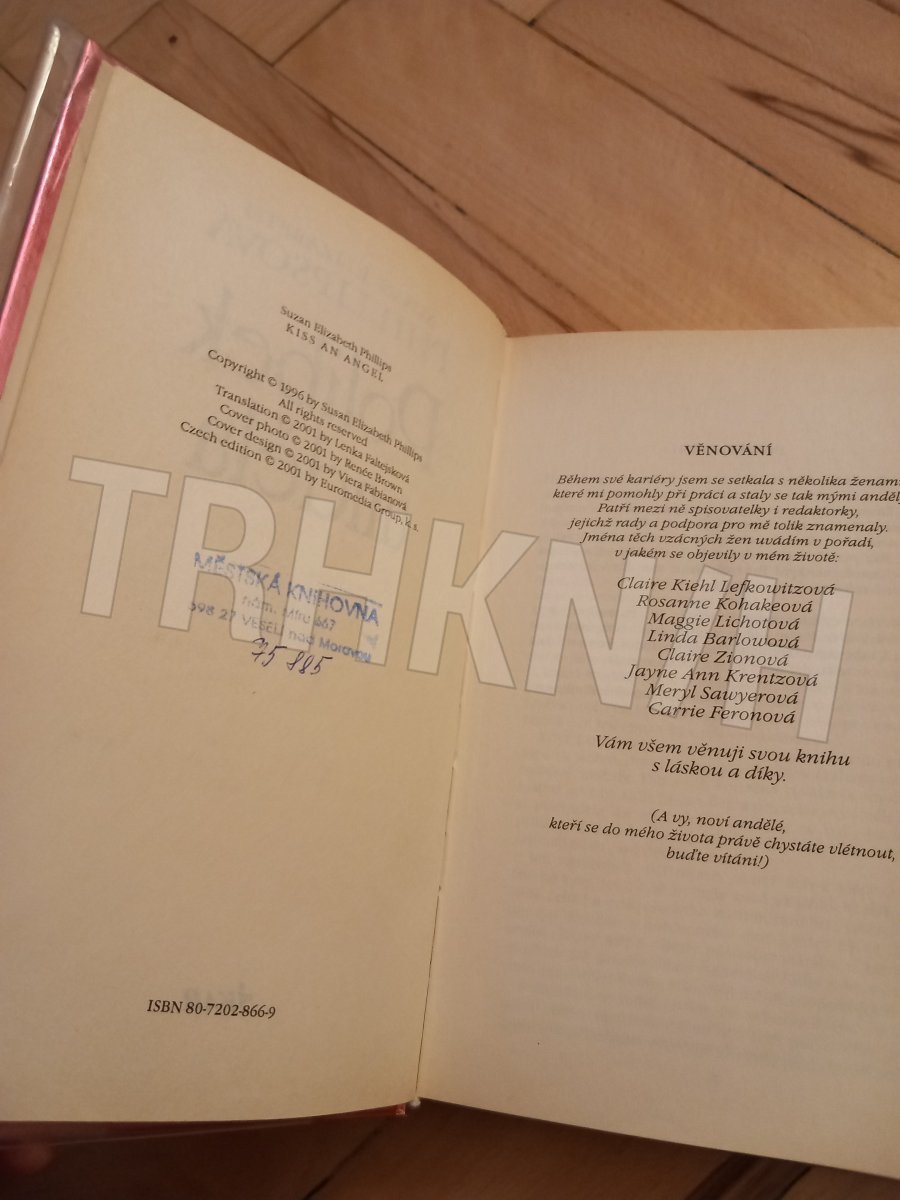 Suzan Elizabeth Phillips
KISS AN ANGEL
Copyright © 1996 by Susan Elizabeth Phillips
All rights reserved
Translation © 2001 by Lenka Faltejsková
Cover photo © 2001 by Renée Brown
Cover design © 2001 by Viera Fabianová
Czech edition © 2001 by Euromedia Group, k. s.
MĚSTSKÁ KNIHOVNA
nám. Míru 667
698 27 VESELÍ nad Moravou
75 885
ISBN 80-7202-866-9
VĚNOVÁNÍ
Během své kariéry jsem se setkala s několika ženami
které mi pomohly při práci a staly se tak mými anděly
Patří mezi ně spisovatelky i redaktorky,
jejichž rady a podpora pro mě tolik znamenaly.
Jména těch vzácných žen uvádím v pořadí,
v jakém se objevily v mém životě:
Claire Kiehl Lefkowitzová
Rosanne Kohakeová
Maggie Lichotová
Linda Barlowová
Claire Zionová
Jayne Ann Krentzová
Meryl Sawyerová
Carrie Feronová
Vám všem věnuji svou knihu
s láskou a díky.
(A vy, noví andělé,
kteří se do mého života právě chystáte vlétnout,
buďte vítáni!)
TRHKNIH